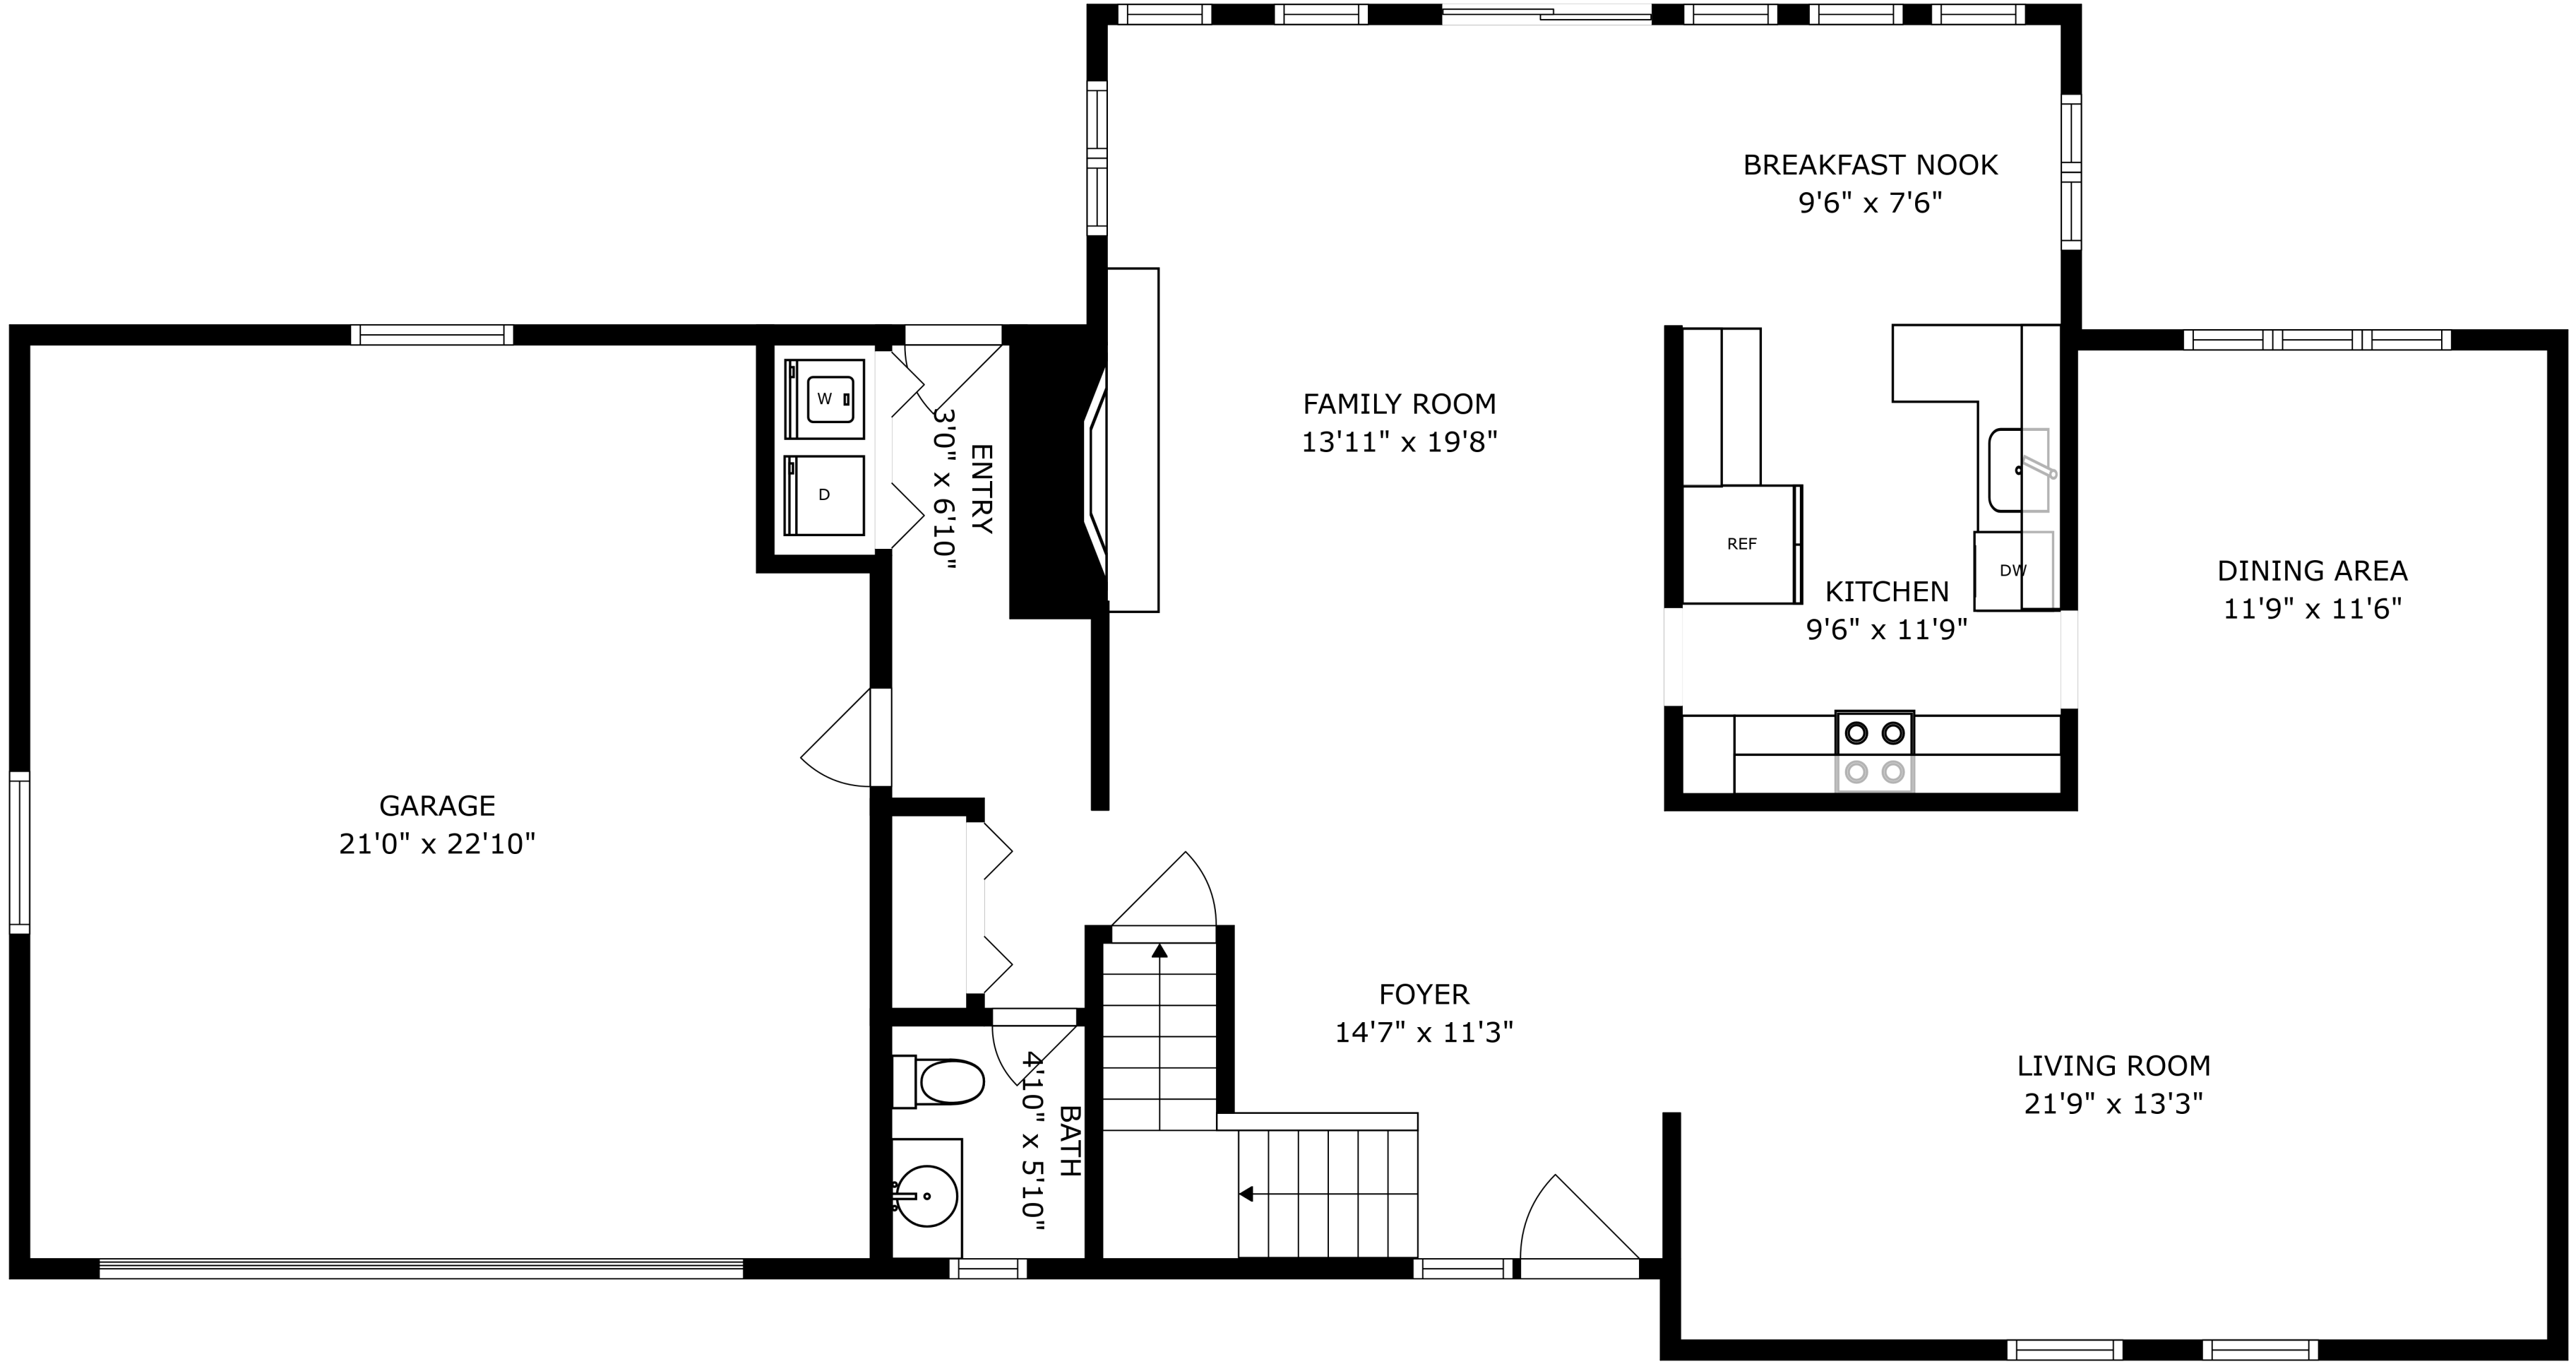 BREAKFAST NOOK
9'6" x 7'6"
FAMILY ROOM
13'11" x 19'8"
W
D
ENTRY
3'0" x 6'10"
REF
DW
KITCHEN
9'6" x 11'9"
DINING AREA
11'9" x 11'6"
GARAGE
21'0" x 22'10"
FOYER
14'7" x 11'3"
LIVING ROOM
21'9" x 13'3"
BATH
4'10" x 5'10"